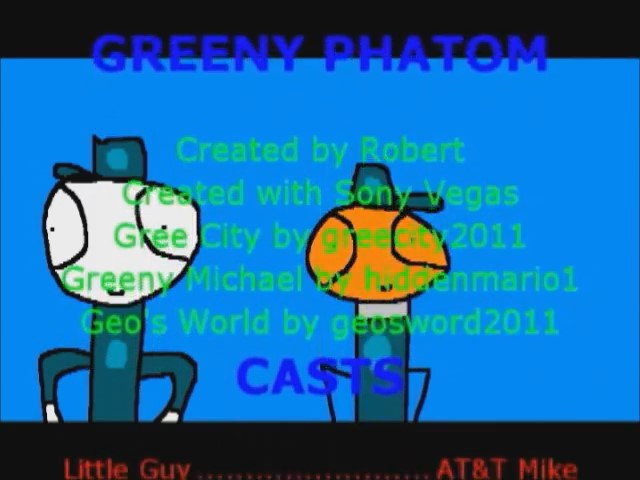 GREENY PHATOM
Created by Robert
Created with Sony Vegas
Gree City by greecity2011
Greeny Michael by hiddenmario1
Geo's World by geosword2011
CASTS
Little Guy........................AT&T Mike